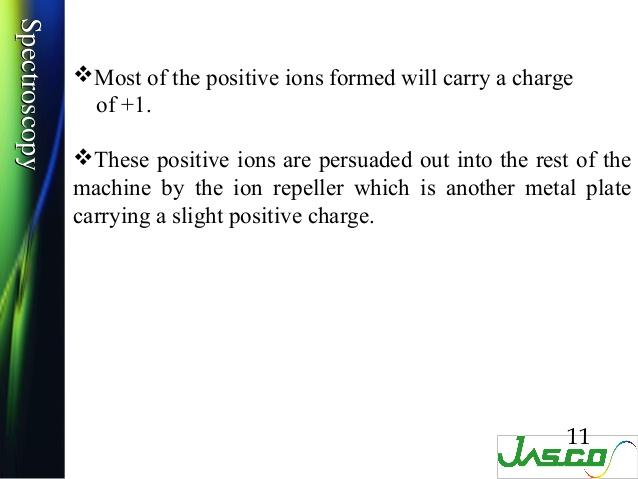 Spectroscopy
❖Most of the positive ions formed will carry a charge
of +1.
❖These positive ions are persuaded out into the rest of the
machine by the ion repeller which is another metal plate
carrying a slight positive charge.
11
JASCO